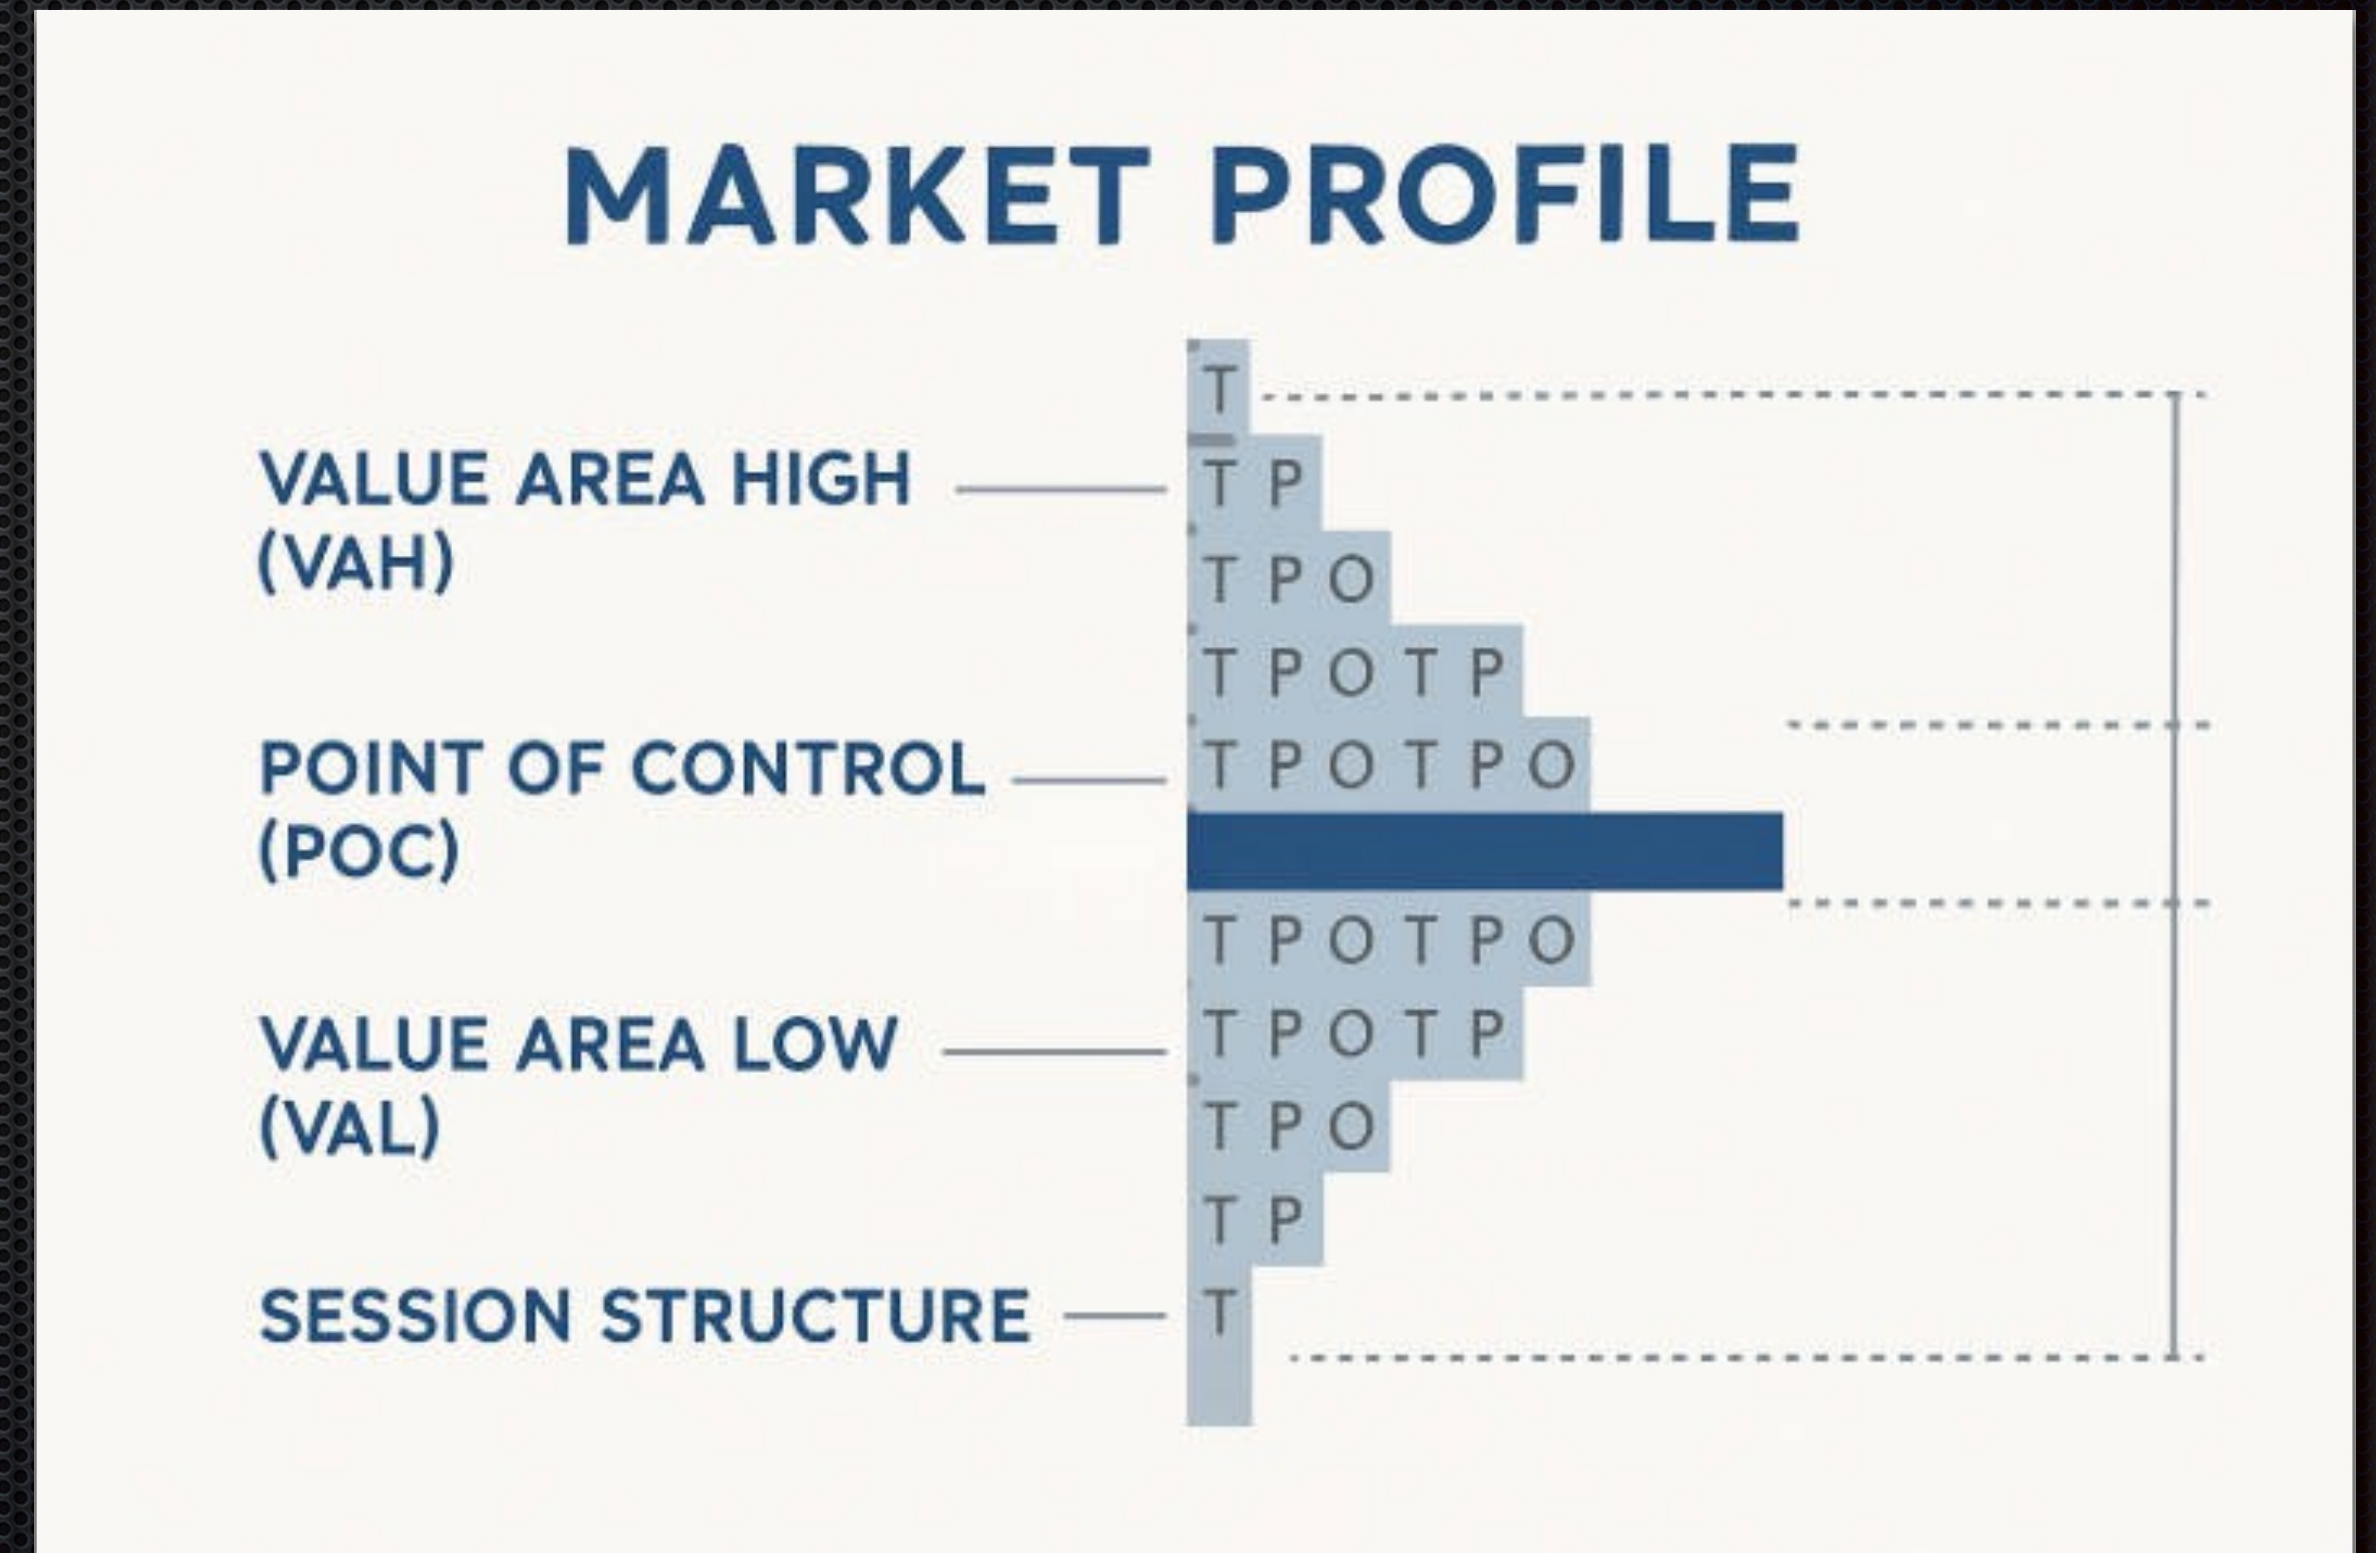 MARKET PROFILE
T
VALUE AREA HIGH
(VAH)
T P
T P O
T P O T P
POINT OF CONTROL
(POC)
T P O T P O
T P O T P O
VALUE AREA LOW
(VAL)
T P O T P
T P O
T P
SESSION STRUCTURE
T